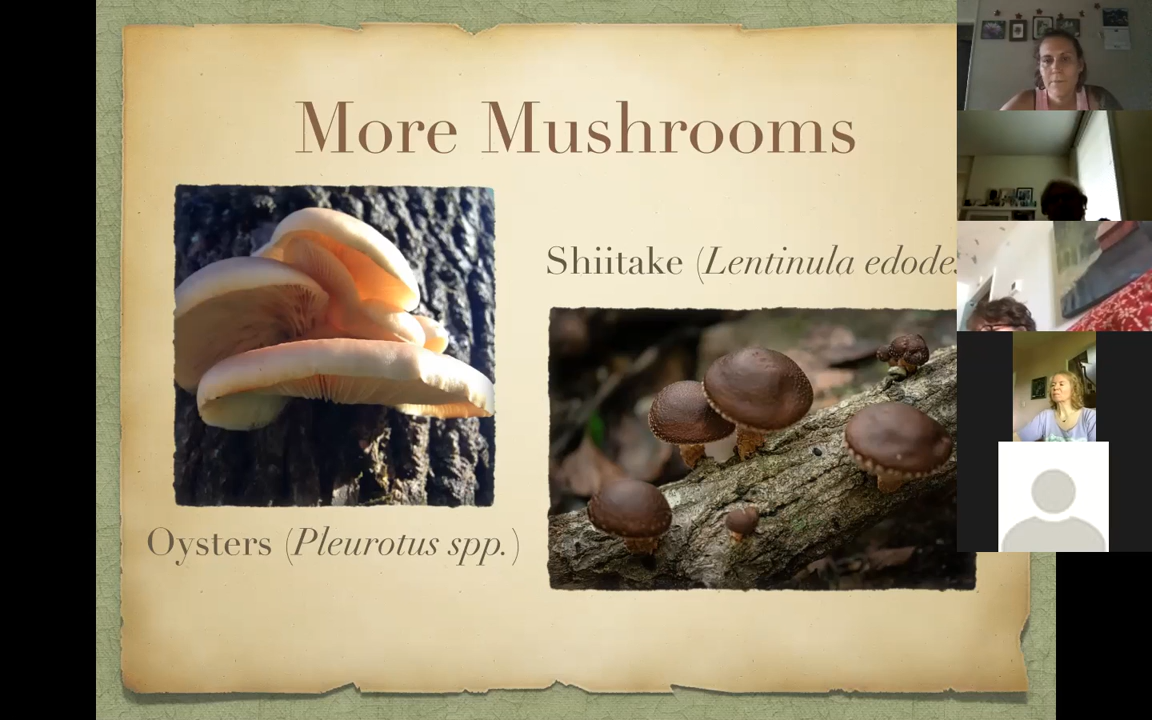 More Mushrooms
Shiitake (Lentinula edodes
Oysters (Pleurotus spp.)